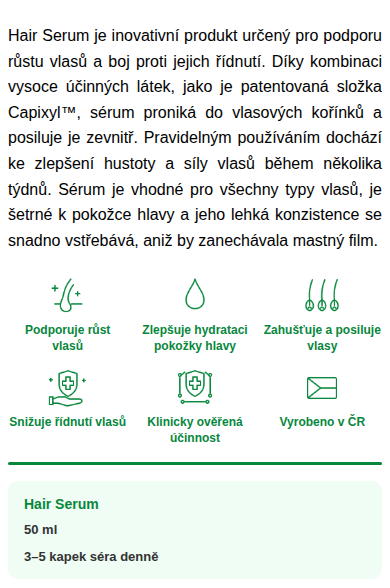 Hair Serum je inovativní produkt určený pro podporu
růstu vlasů a boj proti jejich řídnutí. Díky kombinaci
vysoce účinných látek, jako je patentovaná složka
Capixyl™, sérum proniká do vlasových kořínků a
posiluje je zevnitř. Pravidelným používáním dochází
ke zlepšení hustoty a síly vlasů během několika
týdnů. Sérum je vhodné pro všechny typy vlasů, je
šetrné k pokožce hlavy a jeho lehká konzistence se
snadno vstřebává, aniž by zanechávala mastný film.
Podporuje růst
vlasů
Zlepšuje hydrataci
pokožky hlavy
Zahušťuje a posiluje
vlasy
Snižuje řídnutí vlasů
Klinicky ověřená
účinnost
Vyrobeno v ČR
Hair Serum
50 ml
3–5 kapek séra denně